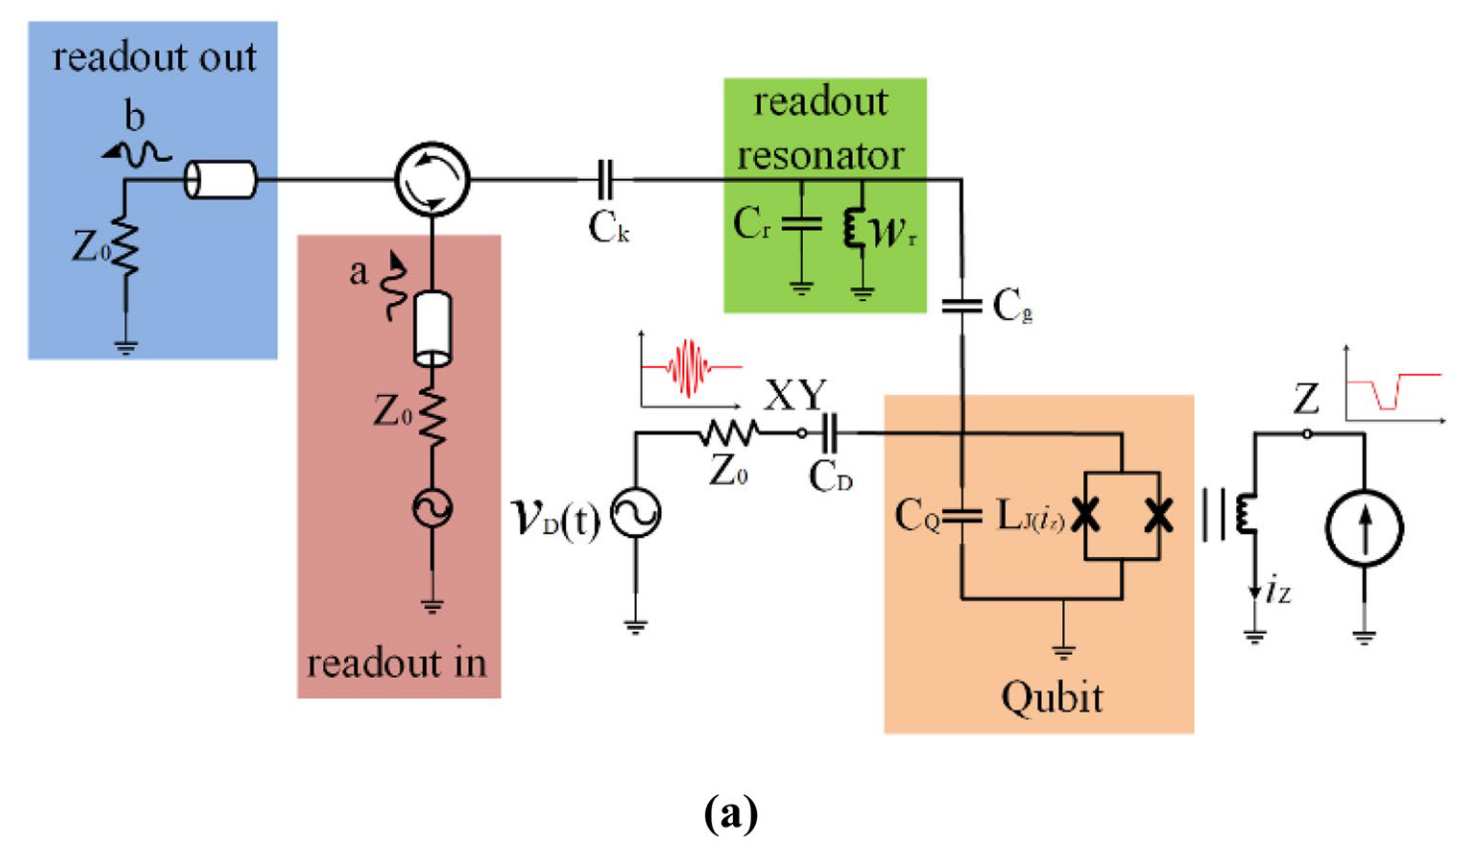 readout out
b
Z0
a
Z0
readout in
Ck
readout
resonator
Cr
wr
Cg
XY
Z0
CD
vD(t)
CQ
LJ(iz)
Qubit
Z
iZ
(a)